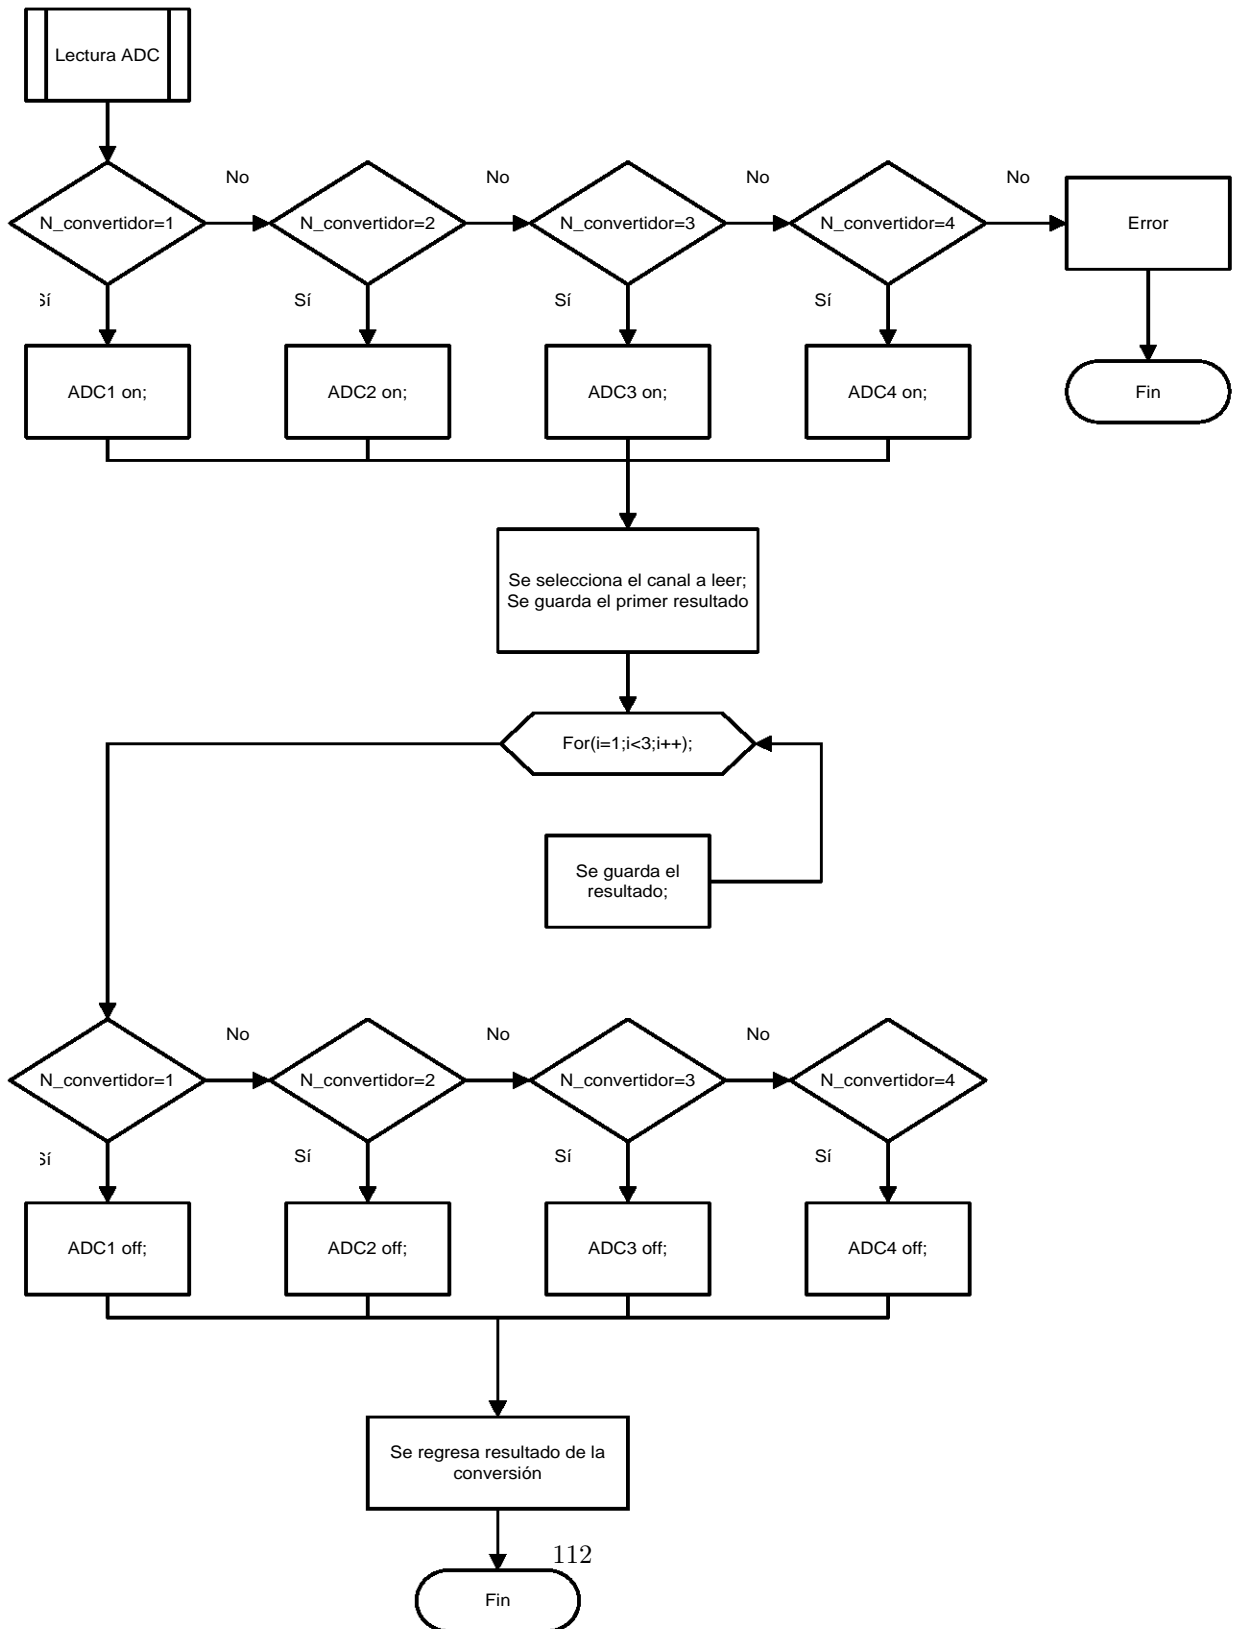 Lectura ADC
No
No
No
No
N_convertidor=1
N_convertidor=2
N_convertidor=3
N_convertidor=4
Error
Sí
Sí
Sí
Sí
ADC1 on;
ADC2 on;
ADC3 on;
ADC4 on;
Fin
Se selecciona el canal a leer;
Se guarda el primer resultado
For(i=1;i<3;i++);
Se guarda el
resultado;
No
No
No
N_convertidor=1
N_convertidor=2
N_convertidor=3
N_convertidor=4
Sí
Sí
Sí
Sí
ADC1 off;
ADC2 off;
ADC3 off;
ADC4 off;
Se regresa resultado de la
conversión
112
Fin